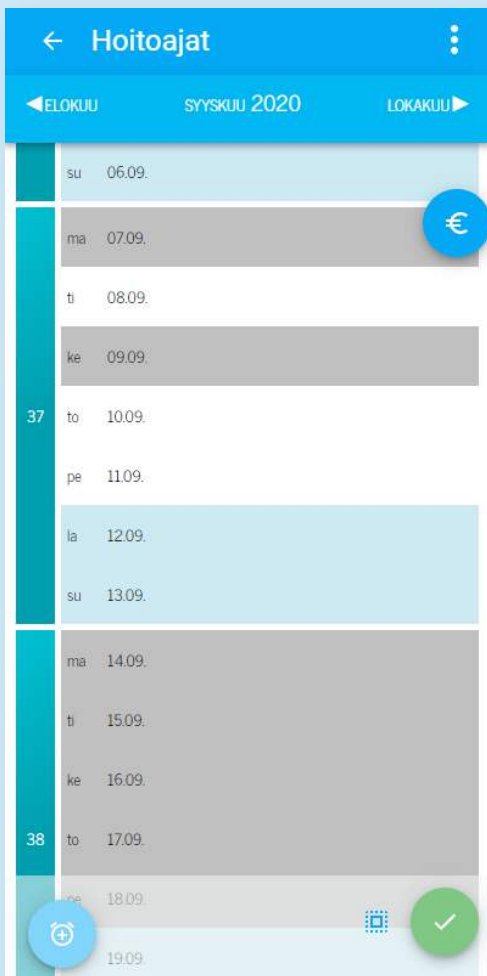 Hoitoajat
ELOKUU SYYSKUU 2020 LOKAKUU
su 06.09.
€
ma 07.09.
ti 08.09.
ke 09.09.
37 to 10.09.
pe 11.09.
la 12.09.
su 13.09.
ma 14.09.
ti 15.09.
ke 16.09.
38 to 17.09.
pe 18.09.
19.09.